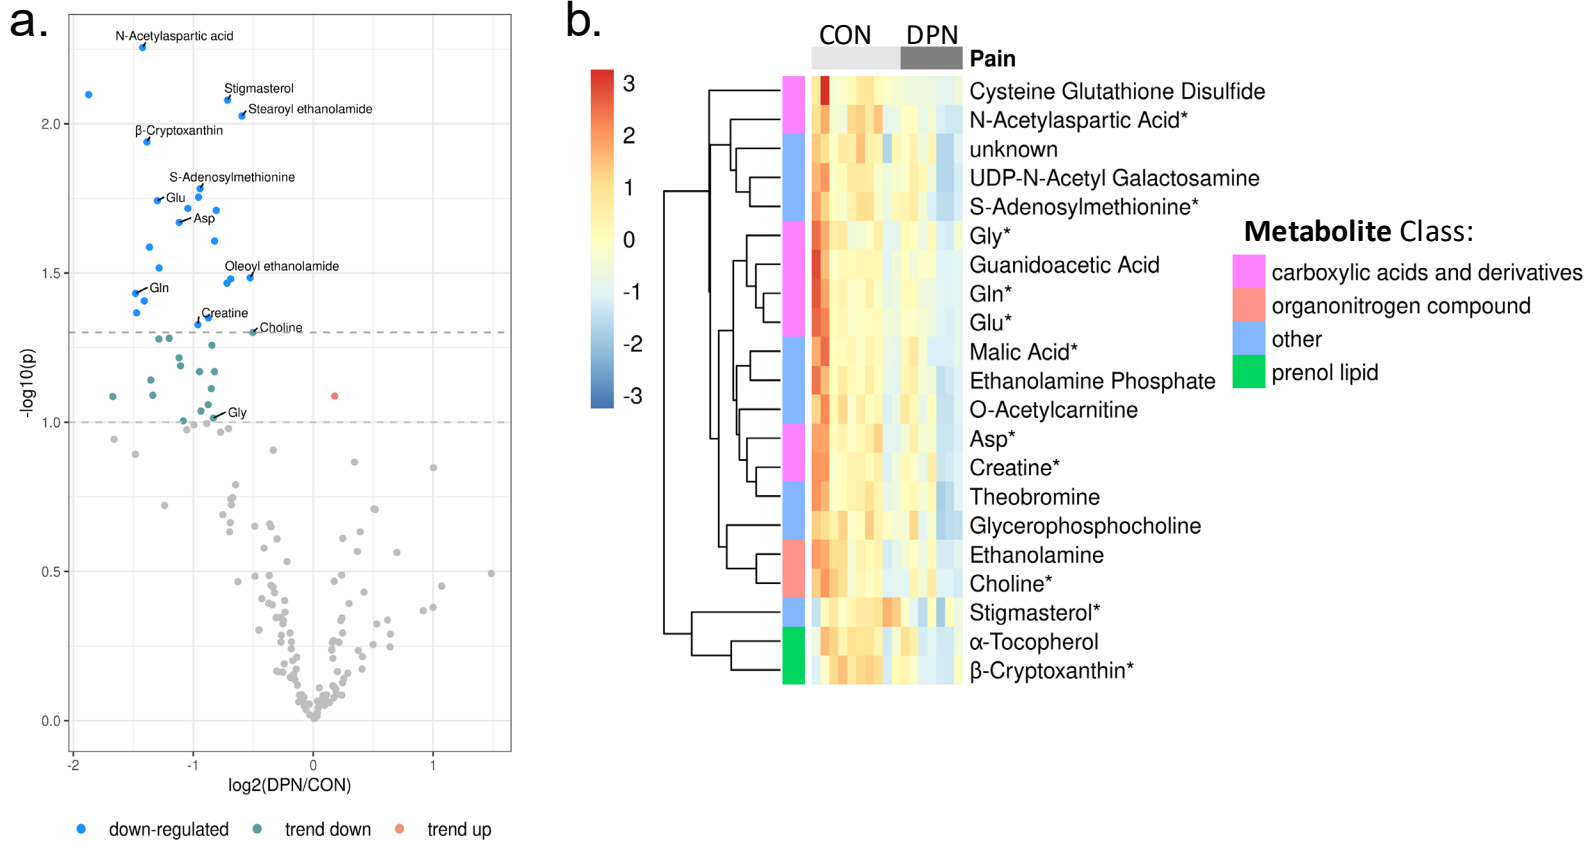 a.
N-Acetylaspartic acid
Stigmasterol
Stearoyl ethanolamide
2.0
β-Cryptoxanthin
S-Adenosylmethionine
Glu
Asp
Oleoyl ethanolamide
1.5
Gln
Creatine
Choline
-log10(p)
Gly
1.0
0.5
0.0
-2
-1
0
1
log2(DPN/CON)
down-regulated
trend down
trend up
b.
CON
DPN
Pain
3
2
1
0
-1
-2
-3
Cysteine Glutathione Disulfide
N-Acetylaspartic Acid*
unknown
UDP-N-Acetyl Galactosamine
S-Adenosylmethionine*
Gly*
Guanidoacetic Acid
Gln*
Glu*
Malic Acid*
Ethanolamine Phosphate
O-Acetylcarnitine
Asp*
Creatine*
Theobromine
Glycerophosphocholine
Ethanolamine
Choline*
Stigmasterol*
α-Tocopherol
β-Cryptoxanthin*
Metabolite Class:
carboxylic acids and derivatives
organonitrogen compound
other
prenol lipid